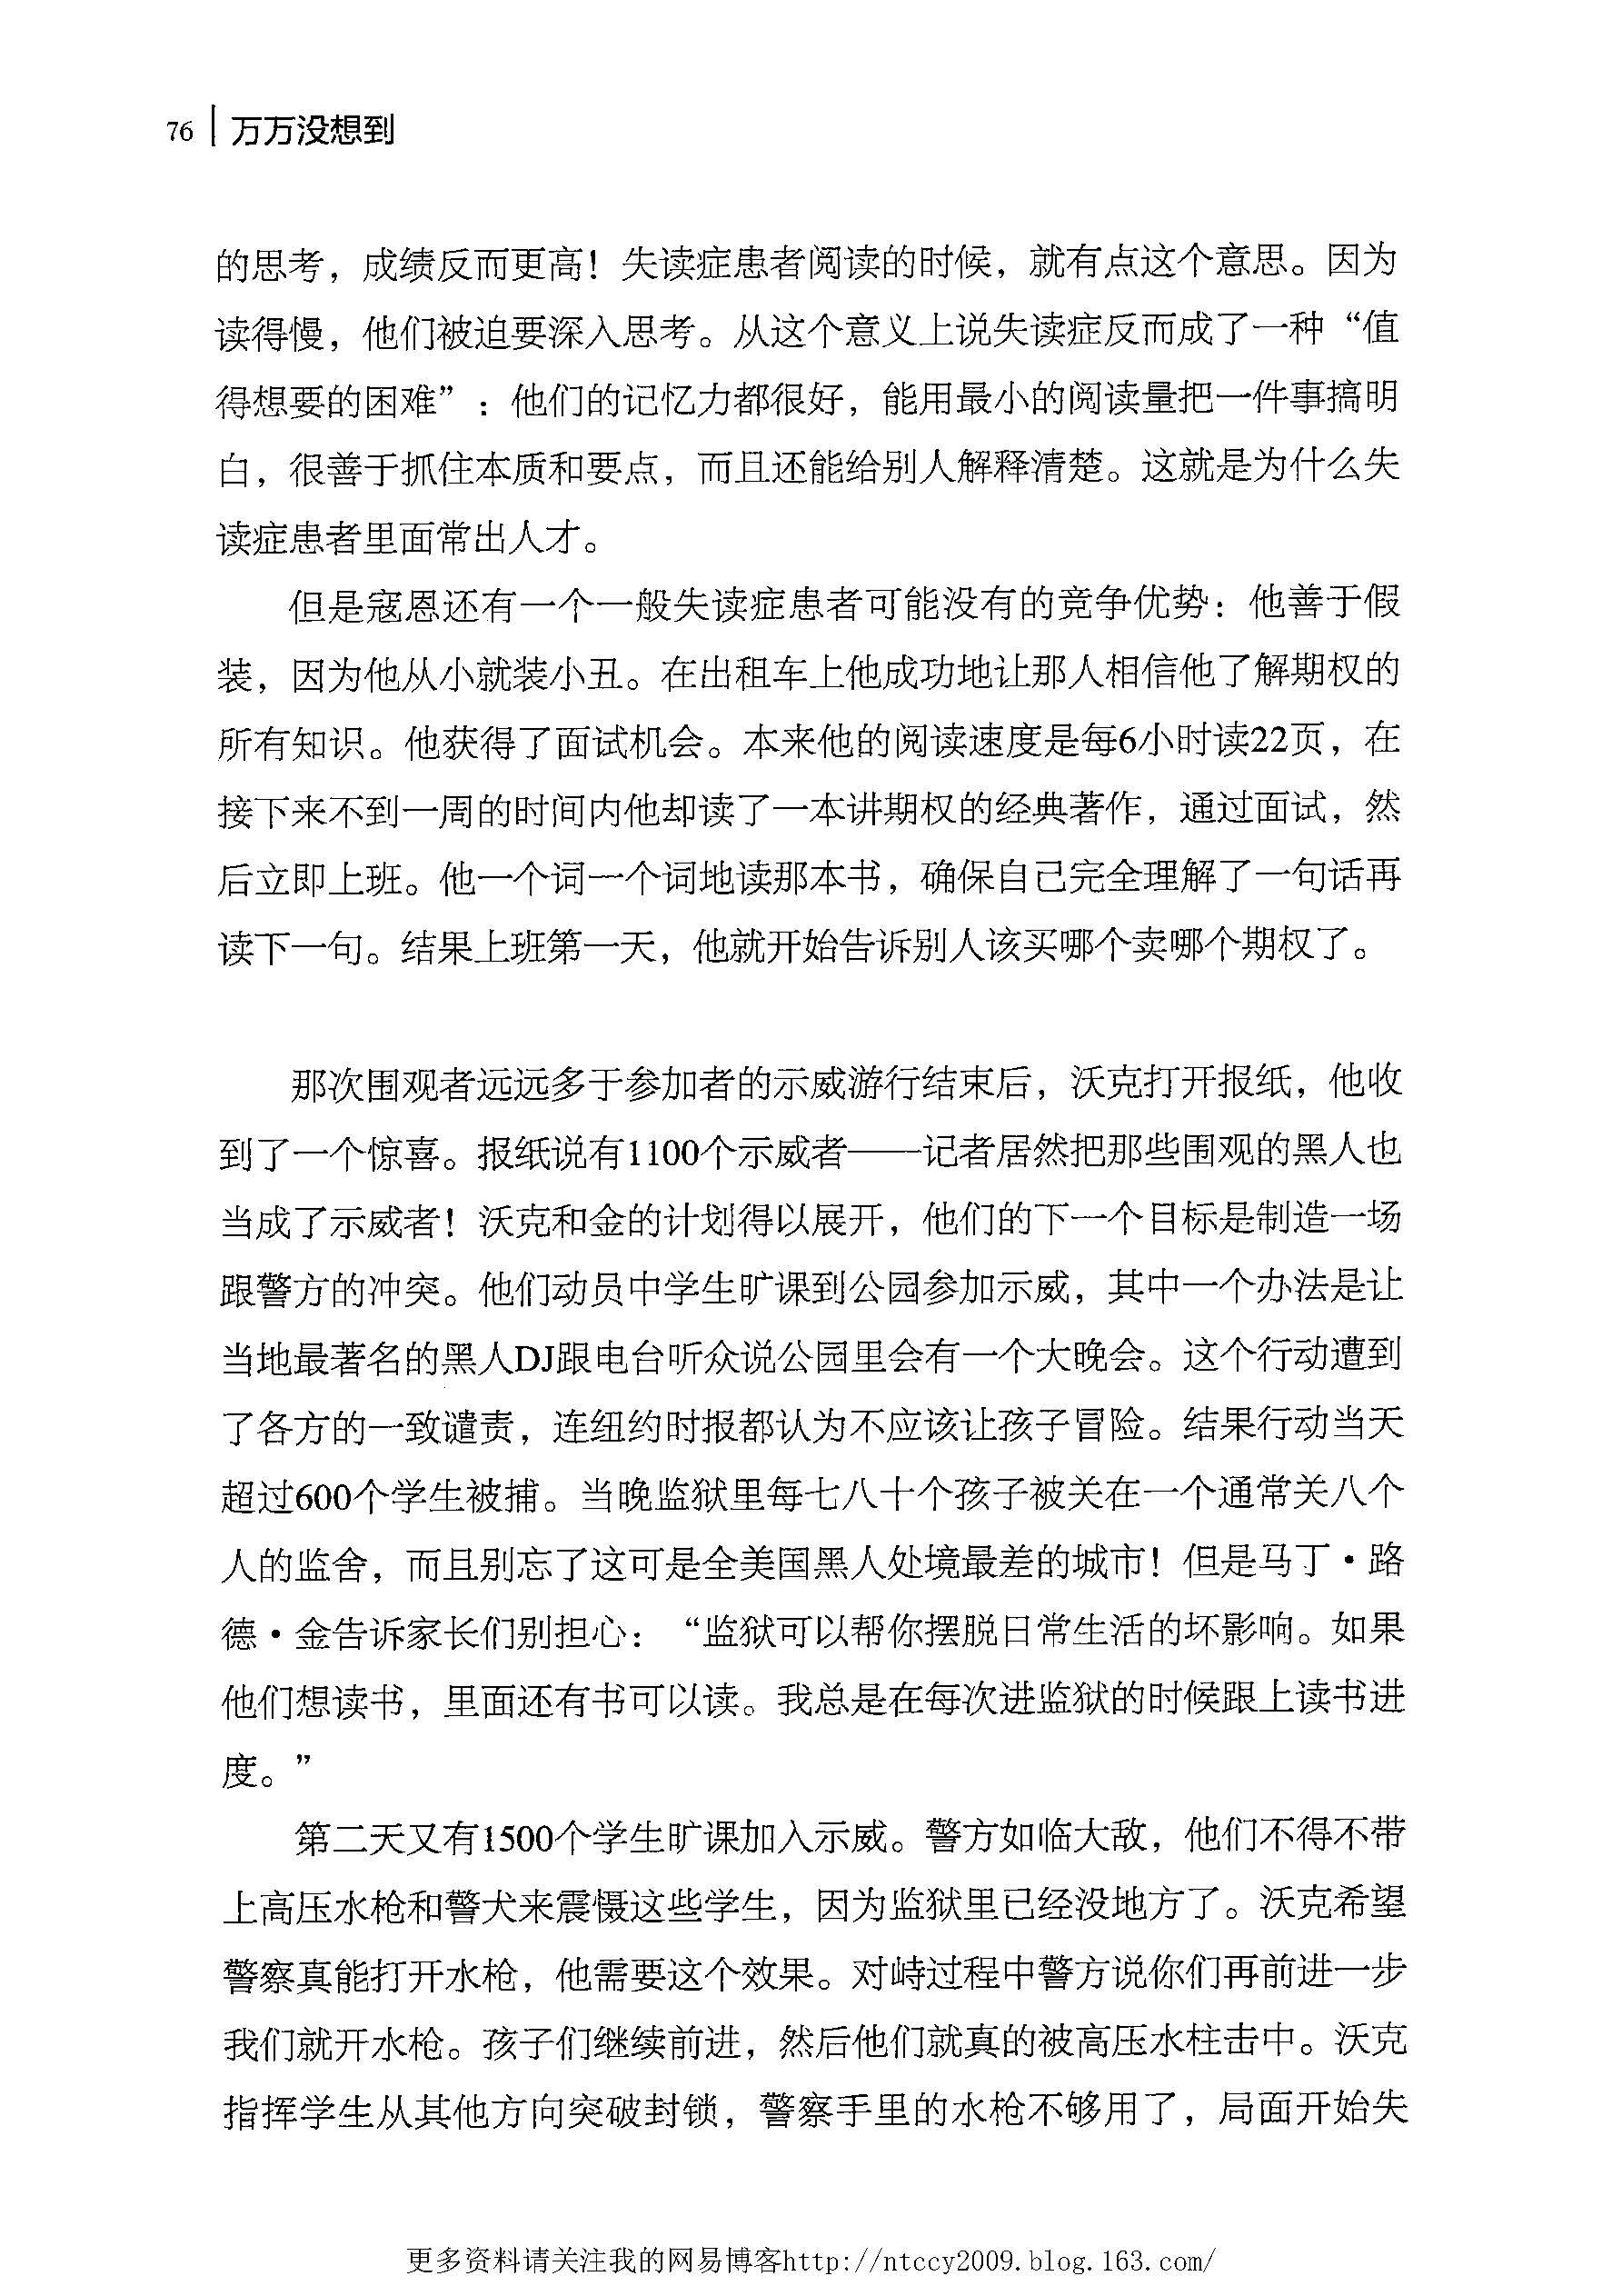 76 万万没想到
的思考，成绩反而更高！失读症患者阅读的时候，就有点这个意思。因为
读得慢，他们被迫要深入思考。从这个意义上说失读症反而成了一种“值
得想要的困难”：他们的记忆力都很好，能用最小的阅读量把一件事搞明
白，很善于抓住本质和要点，而且还能给别人解释清楚。这就是为什么失
读症患者里面常出人才。
但是寇恩还有一个一般失读症患者可能没有的竞争优势：他善于假
装，因为他从小就装小丑。在出租车上他成功地让那人相信他了解期权的
所有知识。他获得了面试机会。本来他的阅读速度是每6小时读22页，在
接下来不到一周的时间内他却读了一本讲期权的经典著作，通过面试，然
后立即上班。他一个词一个词地读那本书，确保自己完全理解了一句话再
读下一句。结果上班第一天，他就开始告诉别人该买哪个卖哪个期权了。
那次围观者远远多于参加者的示威游行结束后，沃克打开报纸，他收
到了一个惊喜。报纸说有1100个示威者——记者居然把那些围观的黑人也
当成了示威者！沃克和金的计划得以展开，他们的下一个目标是制造一场
跟警方的冲突。他们动员中学生旷课到公园参加示威，其中一个办法是让
当地最著名的黑人DJ跟电台听众说公园里会有一个大晚会。这个行动遭到
了各方的一致谴责，连纽约时报都认为不应该让孩子冒险。结果行动当天
超过600个学生被捕。当晚监狱里每七八十个孩子被关在一个通常关八个
人的监舍，而且别忘了这可是全美国黑人处境最差的城市！但是马丁·路
德·金告诉家长们别担心：“监狱可以帮你摆脱日常生活的坏影响。如果
他们想读书，里面还有书可以读。我总是在每次进监狱的时候跟上读书进
度。”
第二天又有1500个学生旷课加入示威。警方如临大敌，他们不得不带
上高压水枪和警犬来震慑这些学生，因为监狱里已经没地方了。沃克希望
警察真能打开水枪，他需要这个效果。对峙过程中警方说你们再前进一步
我们就开水枪。孩子们继续前进，然后他们就真的被高压水柱击中。沃克
指挥学生从其他方向突破封锁，警察手里的水枪不够用了，局面开始失
更多资料请关注我的网易博客http://ntccy2009.blog.163.com/